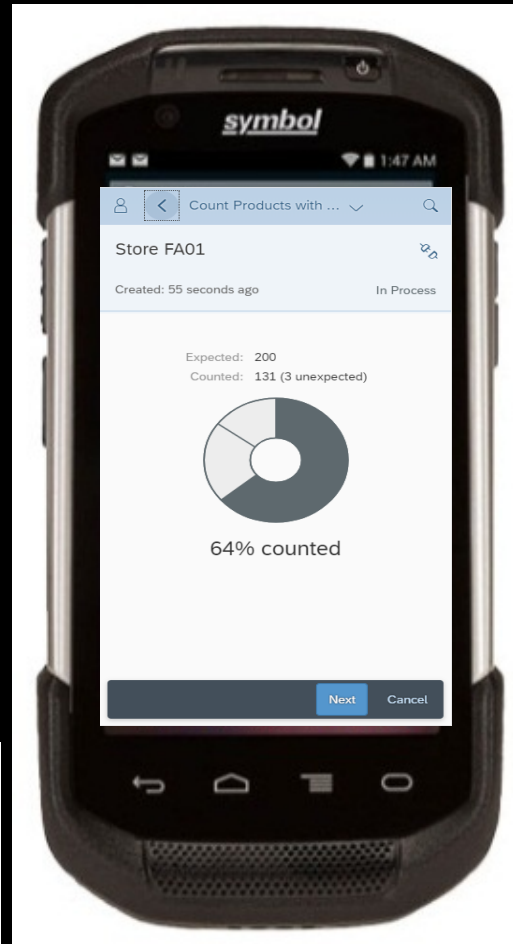 symbol
1:47 AM
Count Products with ...
Store FA01
Created: 55 seconds ago
In Process
Expected: 200
Counted: 131 (3 unexpected)
64% counted
Next Cancel